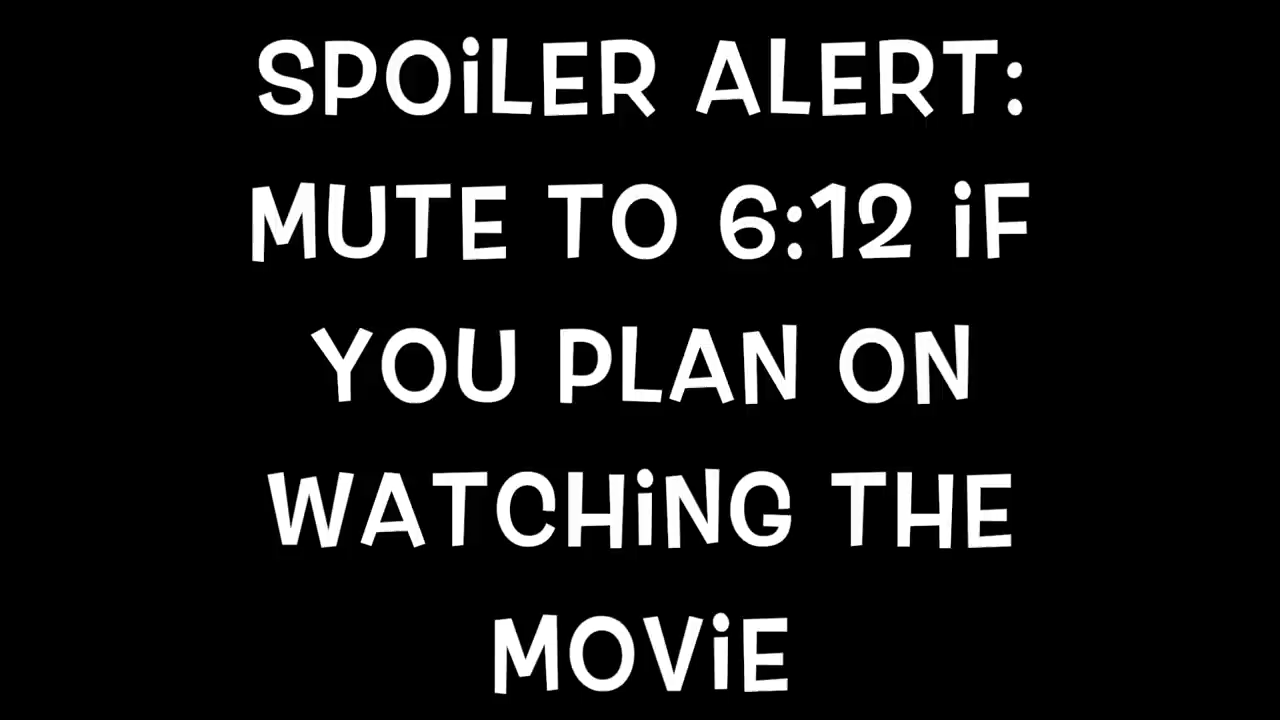 SPOiLER ALERT:
MUTE TO 6:12 iF
YOU PLAN ON
WATCHiNG THE
MOViE